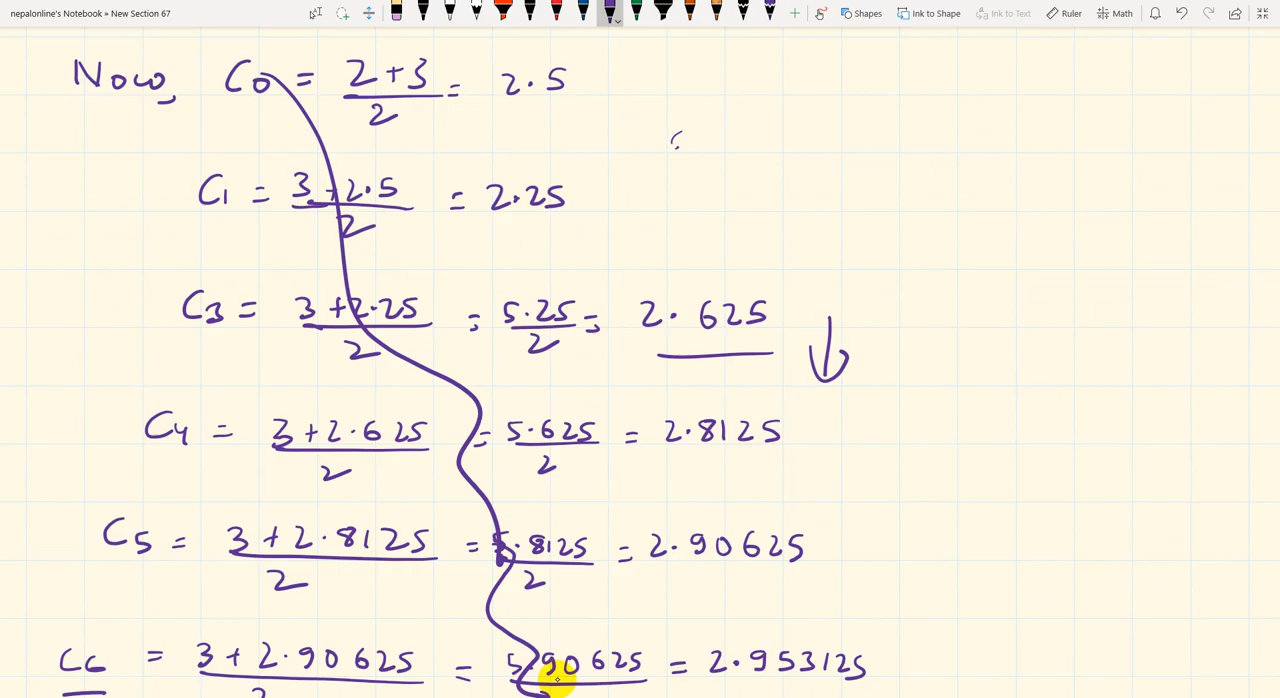 nepalonline's Notebook » New Section 67
Shapes Ink to Shape Ink to Text Ruler Math
Now, C0 = 2+3/2 = 2.5
C1 = 3+2.5/2 = 2.25
C3 = 3+2.25/2 = 5.25/2 = 2.625
C4 = 3+2.625/2 = 5.625/2 = 2.8125
C5 = 3+2.8125/2 = 5.8125/2 = 2.90625
C6 = 3+2.90625/2 = 5.90625 = 2.953125